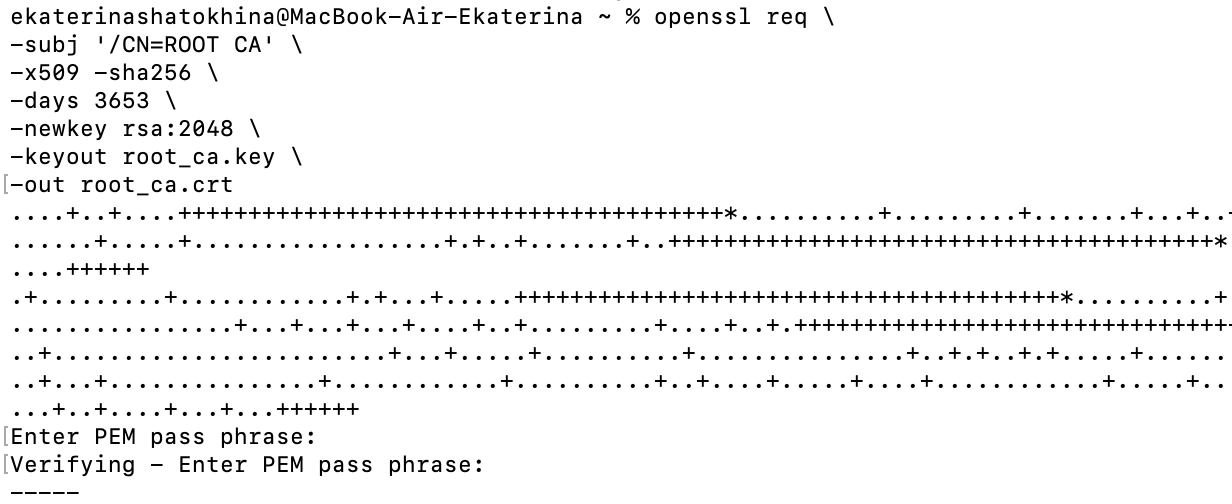 ekaterinashatokhina@MacBook-Air-Ekaterina ~ % openssl req \
-subj '/CN=ROOT CA' \
-x509 -sha256 \
-days 3653 \
-newkey rsa:2048 \
-keyout root_ca.key \
[-out root_ca.crt
....+..+....+++++++++++++++++++++++++++++++++++++++*..........+.........+.......+...+..
......+.....+..................+.+..+.......+..+++++++++++++++++++++++++++++++++++++++*
....++++++
.+.........+............+.+...+.....+++++++++++++++++++++++++++++++++++++++*..........+
................+...+...+...+....+..+.........+....+..+.+++++++++++++++++++++++++++++++
..+........................+...+.....+..........+...............+..+.+..+.+.....+......
..+...+...............+............+..........+..+....+.....+....+............+.....+..
...+..+....+...+...++++++
[Enter PEM pass phrase:
[Verifying - Enter PEM pass phrase:
-----